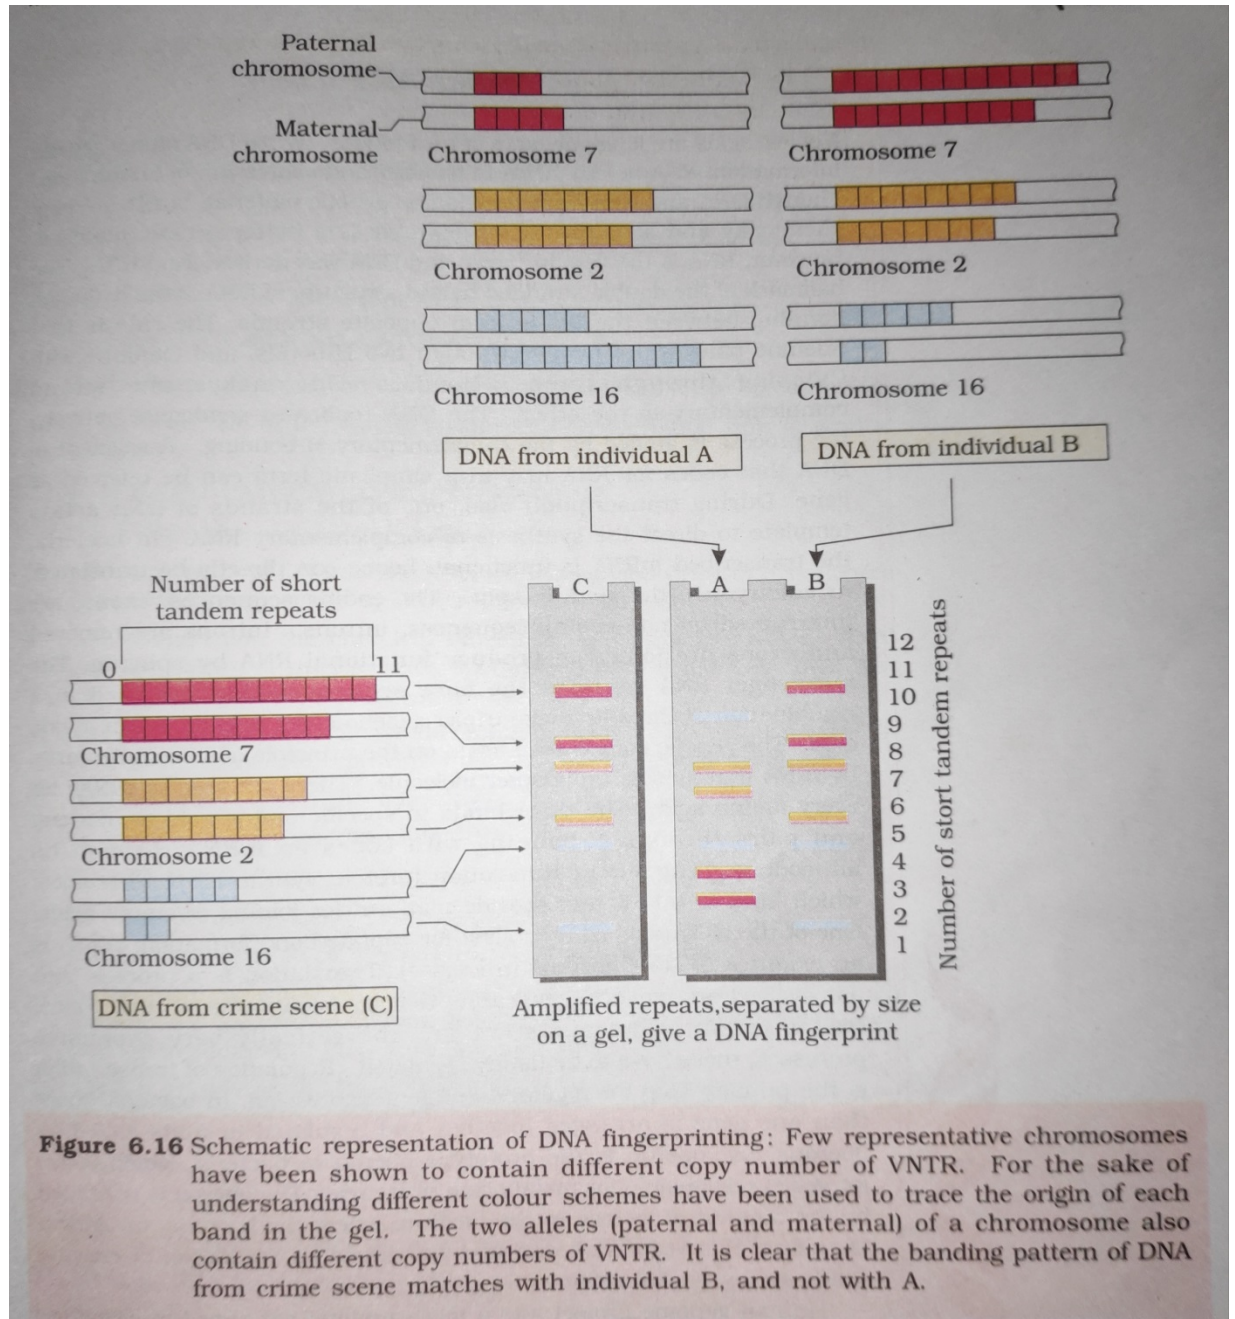 Paternal
chromosome
Maternal
chromosome
Chromosome 7
Chromosome 7
Chromosome 2
Chromosome 2
Chromosome 16
Chromosome 16
DNA from individual A
DNA from individual B
Number of short
tandem repeats
0
11
Chromosome 7
Chromosome 2
Chromosome 16
DNA from crime scene (C)
C
A
B
12
11
10
9
8
7
6
5
4
3
2
1
Number of stort tandem repeats
Amplified repeats,separated by size
on a gel, give a DNA fingerprint
Figure 6.16 Schematic representation of DNA fingerprinting: Few representative chromosomes
have been shown to contain different copy number of VNTR. For the sake of
understanding different colour schemes have been used to trace the origin of each
band in the gel. The two alleles (paternal and maternal) of a chromosome also
contain different copy numbers of VNTR. It is clear that the banding pattern of DNA
from crime scene matches with individual B, and not with A.